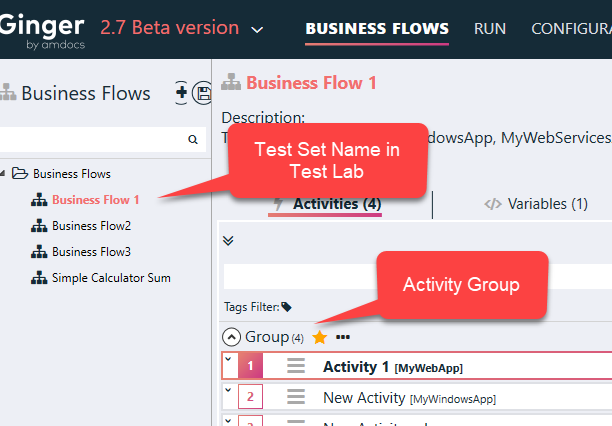 Ginger
by amdocs
2.7 Beta version
BUSINESS FLOWS
RUN
CONFIGURA
Business Flows
Business Flows
Business Flow 1
Business Flow2
Business Flow3
Simple Calculator Sum
Business Flow 1
Description:
dowsApp, MyWebServices
Test Set Name in
Test Lab
Activities (4)
</> Variables (1)
Activity Group
Tags Filter:
Group (4)
1 Activity 1 [MyWebApp]
2 New Activity [MyWindowsApp]